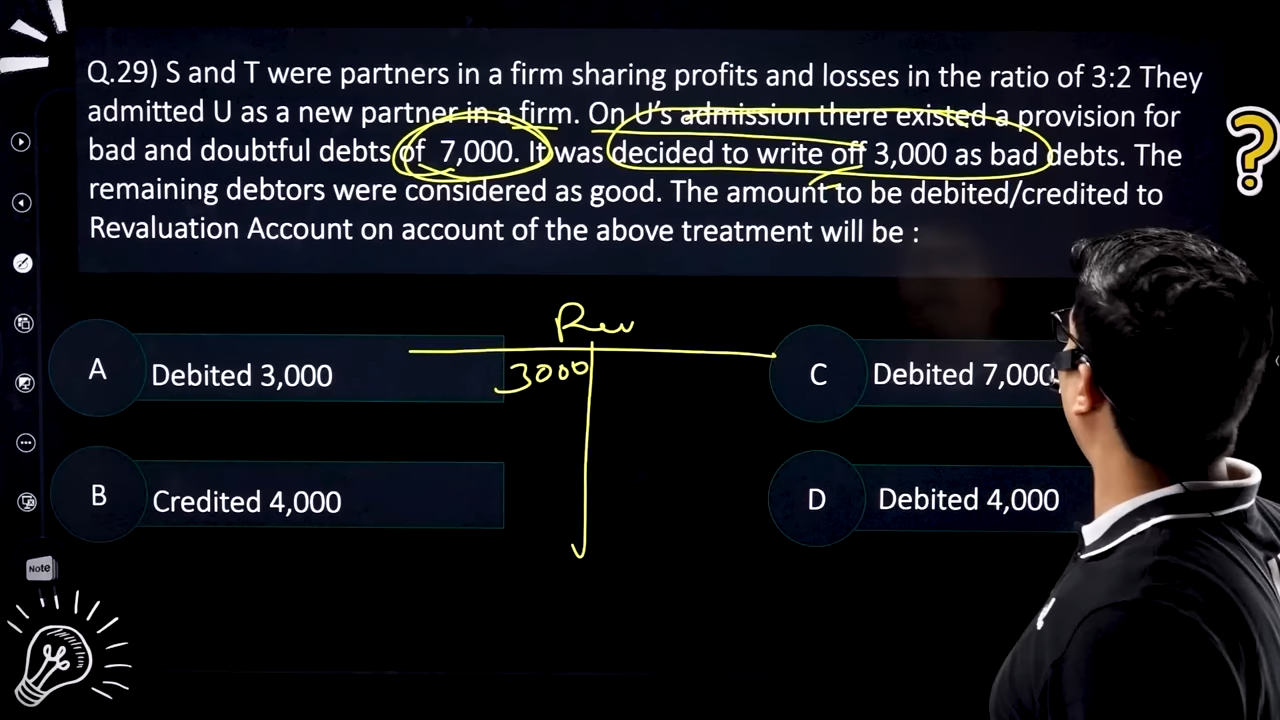 Q.29) S and T were partners in a firm sharing profits and losses in the ratio of 3:2 They
admitted U as a new partner in a firm. On U's admission there existed a provision for
bad and doubtful debts of 7,000. It was decided to write off 3,000 as bad debts. The
remaining debtors were considered as good. The amount to be debited/credited to
Revaluation Account on account of the above treatment will be :
Rev
3000
A Debited 3,000
B Credited 4,000
C Debited 7,000
D Debited 4,000
Note
?